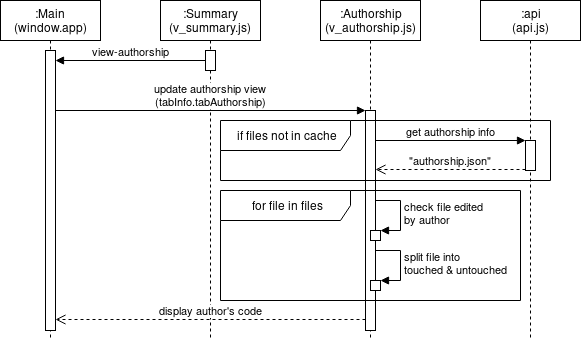 :Main
(window.app)
:Summary
(v_summary.js)
:Authorship
(v_authorship.js)
:api
(api.js)
view-authorship
update authorship view
(tabInfo.tabAuthorship)
if files not in cache
get authorship info
"authorship.json"
for file in files
check file edited
by author
split file into
touched & untouched
display author's code